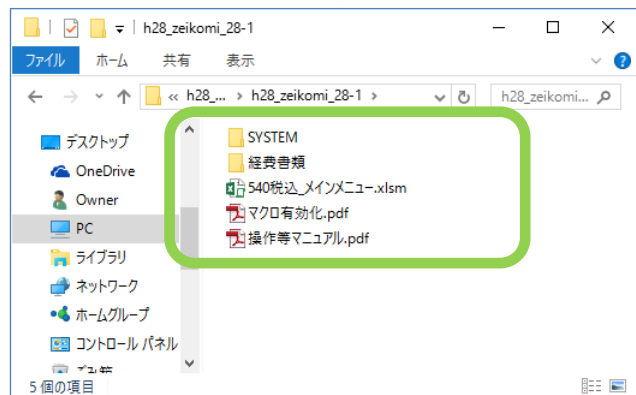 h28_zeikomi_28-1
ファイル ホーム 共有 表示
« h28_... › h28_zeikomi_28-1 › h28_zeikomi...
デスクトップ
OneDrive
Owner
PC
ライブラリ
ネットワーク
ホームグループ
コントロール パネル
ごみ箱
SYSTEM
経費書類
540税込_メインメニュー.xlsm
マクロ有効化.pdf
操作等マニュアル.pdf
5 個の項目